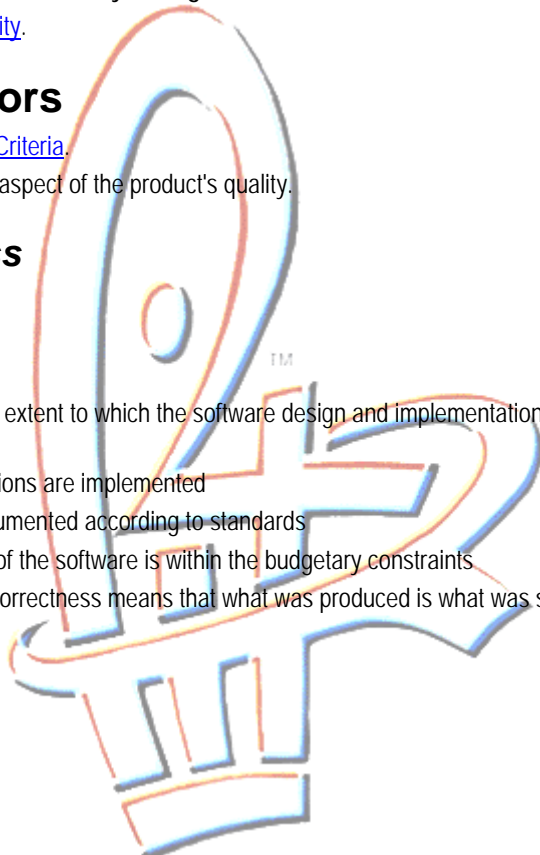 ity.
ors
Criteria.
aspect of the product's quality.
s
TM
extent to which the software design and implementation
ions are implemented
umented according to standards
of the software is within the budgetary constraints
orrectness means that what was produced is what was s